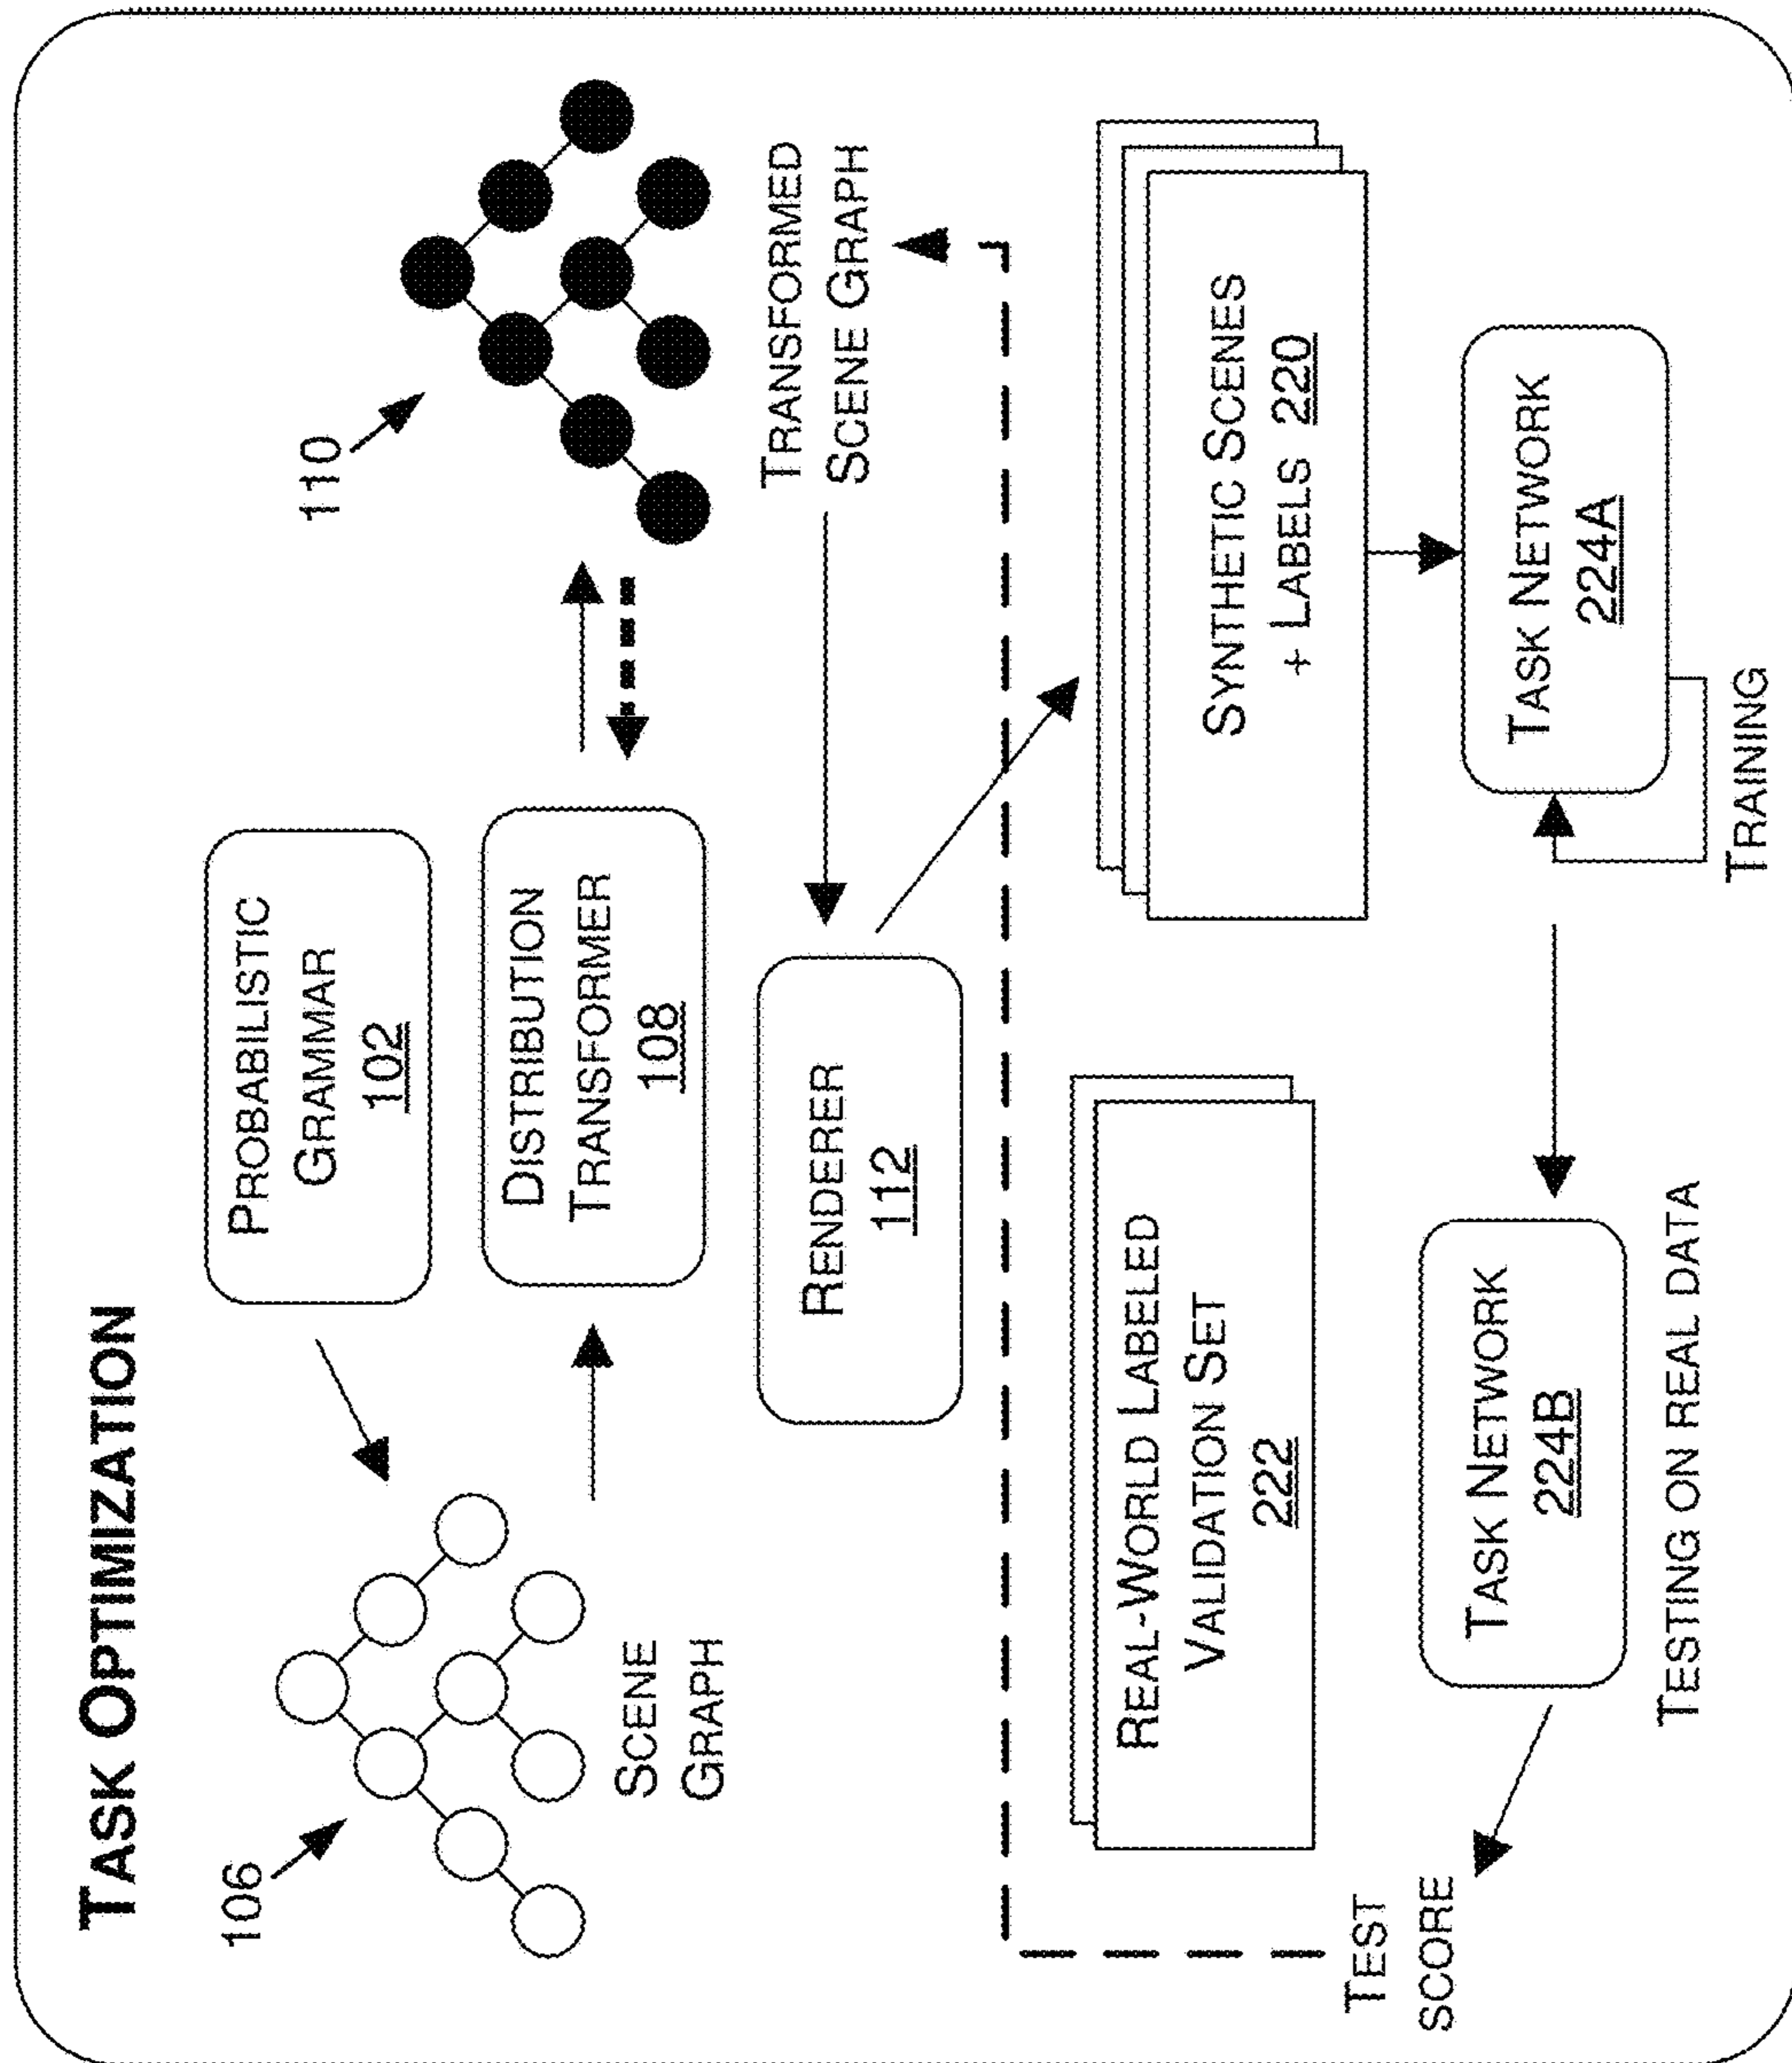 TASK OPTIMIZATION
106
SCENE
GRAPH
PROBABILISTIC
GRAMMAR
102
DISTRIBUTION
TRANSFORMER
108
110
TRANSFORMED
SCENE GRAPH
RENDERER
112
REAL-WORLD LABELED
VALIDATION SET
222
SYNTHETIC SCENES
+ LABELS 220
TEST
SCORE
TASK NETWORK
224B
TESTING ON REAL DATA
TASK NETWORK
224A
TRAINING